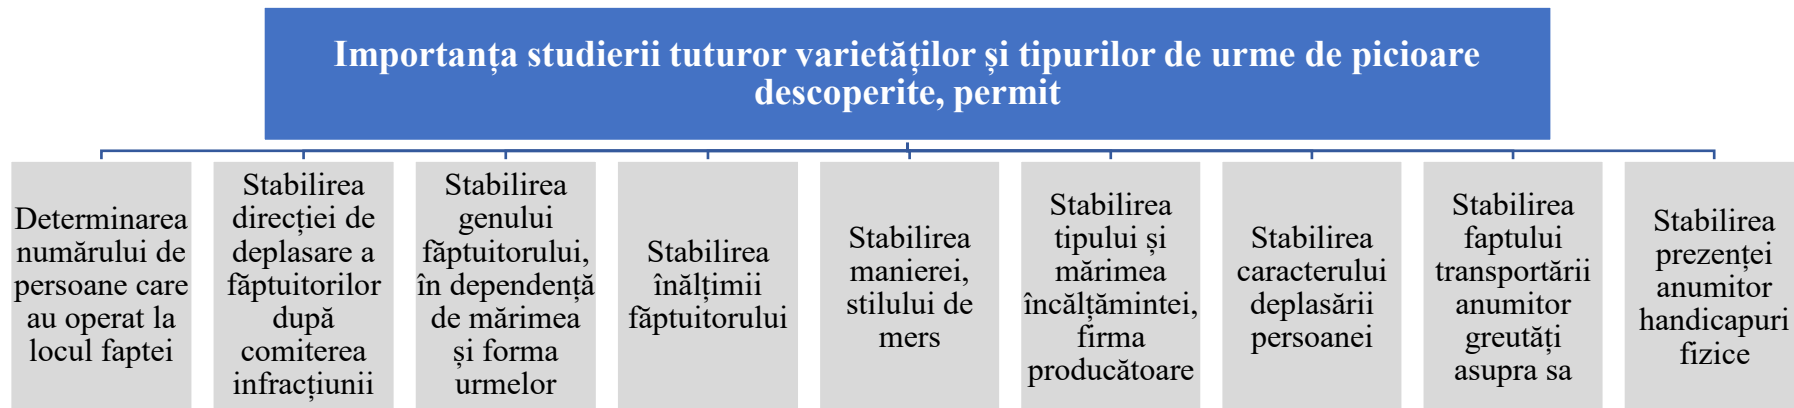 Importanța studierii tuturor varietăților și tipurilor de urme de picioare
descoperite, permit
Determinarea
numărului de
persoane care
au operat la
locul faptei
Stabilirea
direcției de
deplasare a
făptuitorilor
după
comiterea
infracțiunii
Stabilirea
genului
făptuitorului,
în dependență
de mărimea
și forma
urmelor
Stabilirea
înălțimii
făptuitorului
Stabilirea
manierei,
stilului de
mers
Stabilirea
tipului și
mărimea
încălțămintei,
firma
producătoare
Stabilirea
caracterului
deplasării
persoanei
Stabilirea
faptului
transportării
anumitor
greutăți
asupra sa
Stabilirea
prezenței
anumitor
handicapuri
fizice